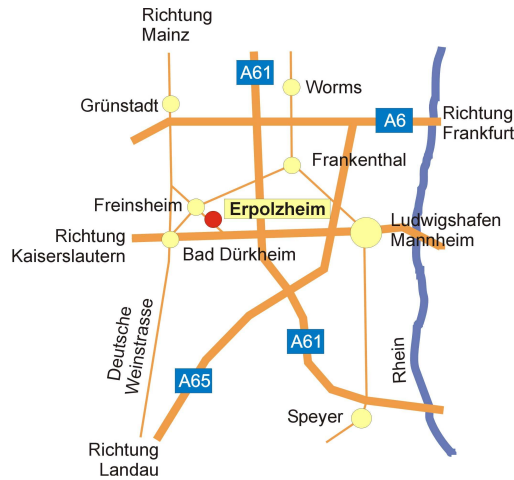 Richtung
Mainz
A61
Worms
Grünstadt
A6
Richtung
Frankfurt
Frankenthal
Freinsheim
Erpolzheim
Ludwigshafen
Mannheim
Richtung
Kaiserslautern
Bad Dürkheim
Deutsche
Weinstrasse
A61
Rhein
A65
Speyer
Richtung
Landau